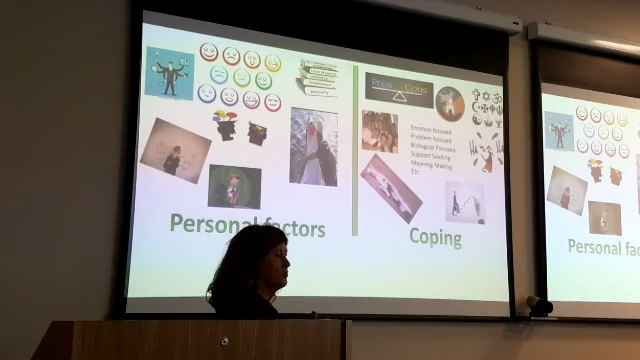 Pros
Cons
Emotion focused
Problem focused
Biological Focused
Support Seeking
Meaning Making
Etc
Personal factors
Coping
Personal fac